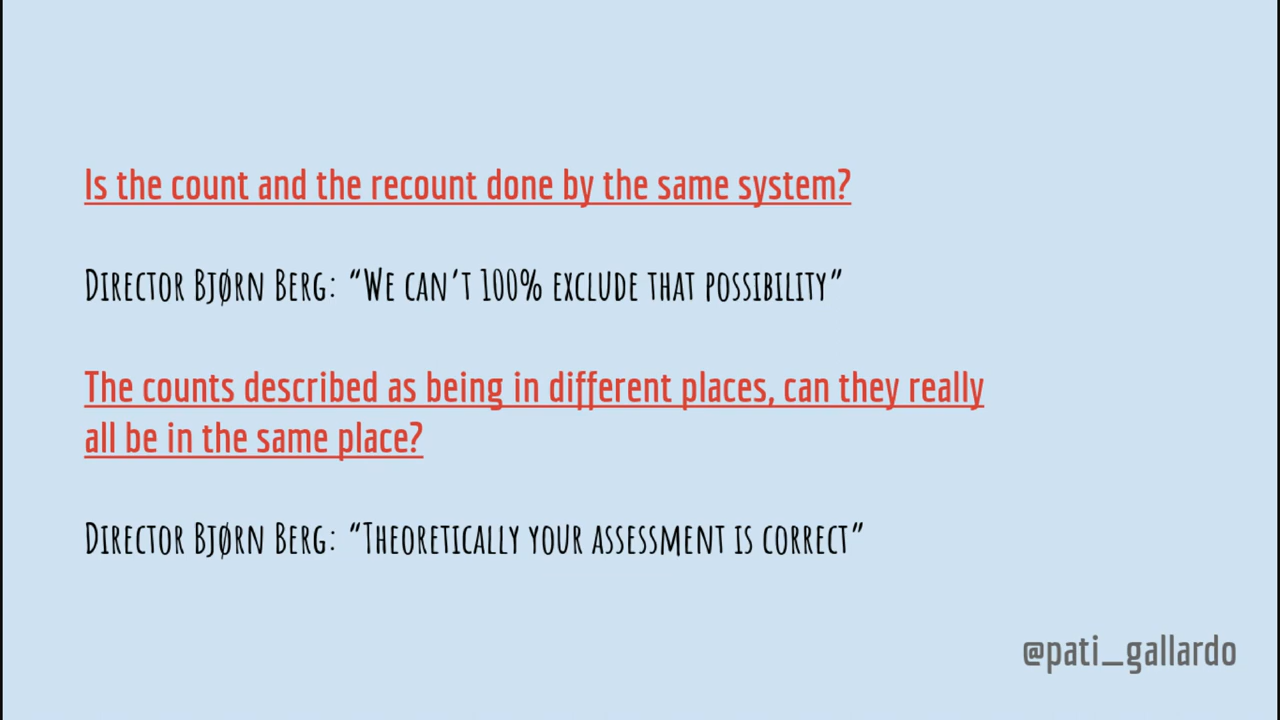 Is the count and the recount done by the same system?
Director Bjørn Berg: “We can’t 100% exclude that possibility”
The counts described as being in different places, can they really
all be in the same place?
Director Bjørn Berg: “Theoretically your assessment is correct”
@pati_gallardo